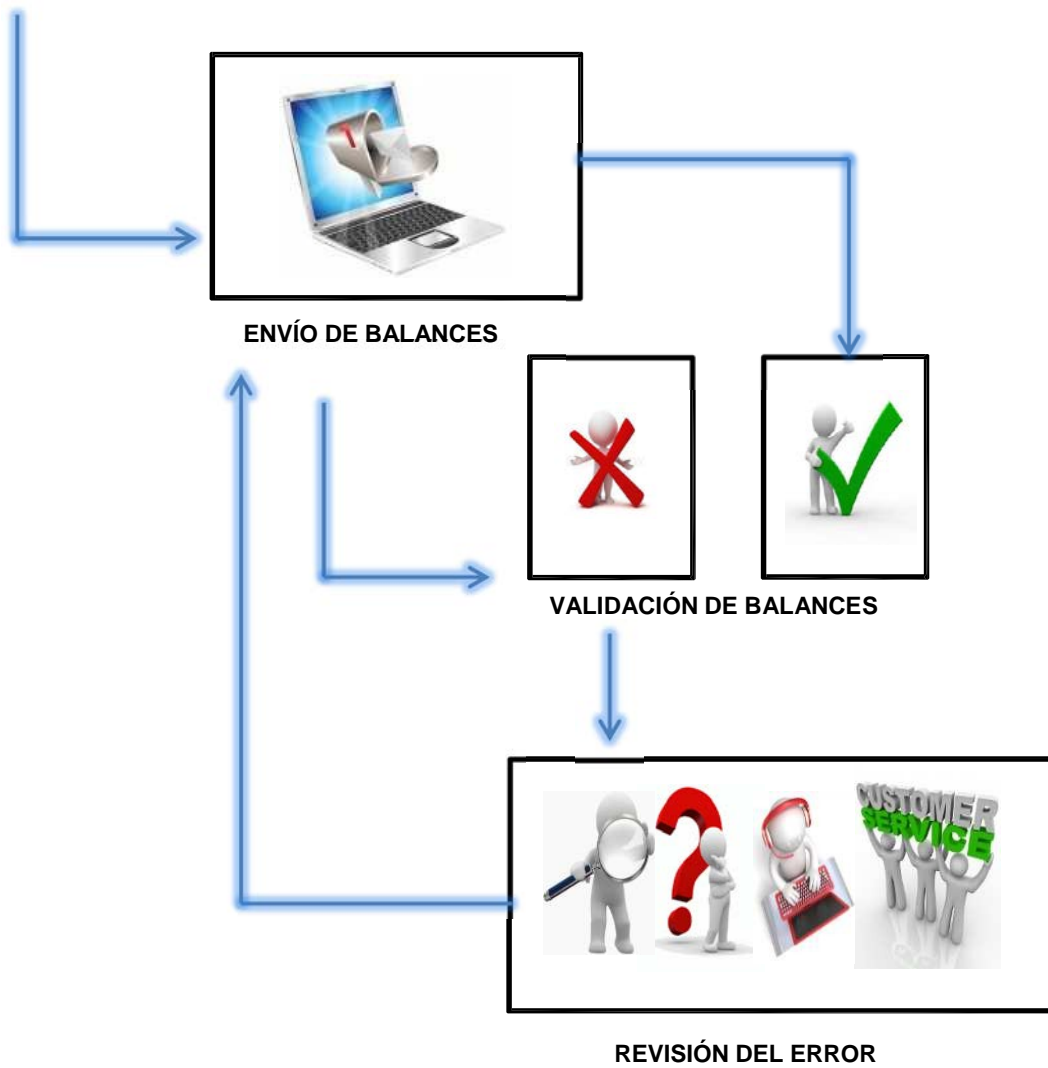 ENVÍO DE BALANCES
VALIDACIÓN DE BALANCES
CUSTOMER
SERVICE
REVISIÓN DEL ERROR